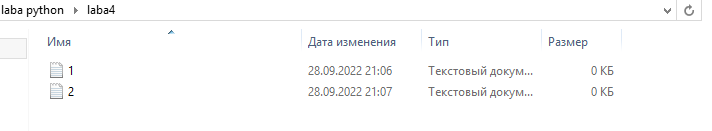 laba python laba4
Имя Дата изменения Тип Размер
1 28.09.2022 21:06 Текстовый докум... 0 КБ
2 28.09.2022 21:07 Текстовый докум... 0 КБ